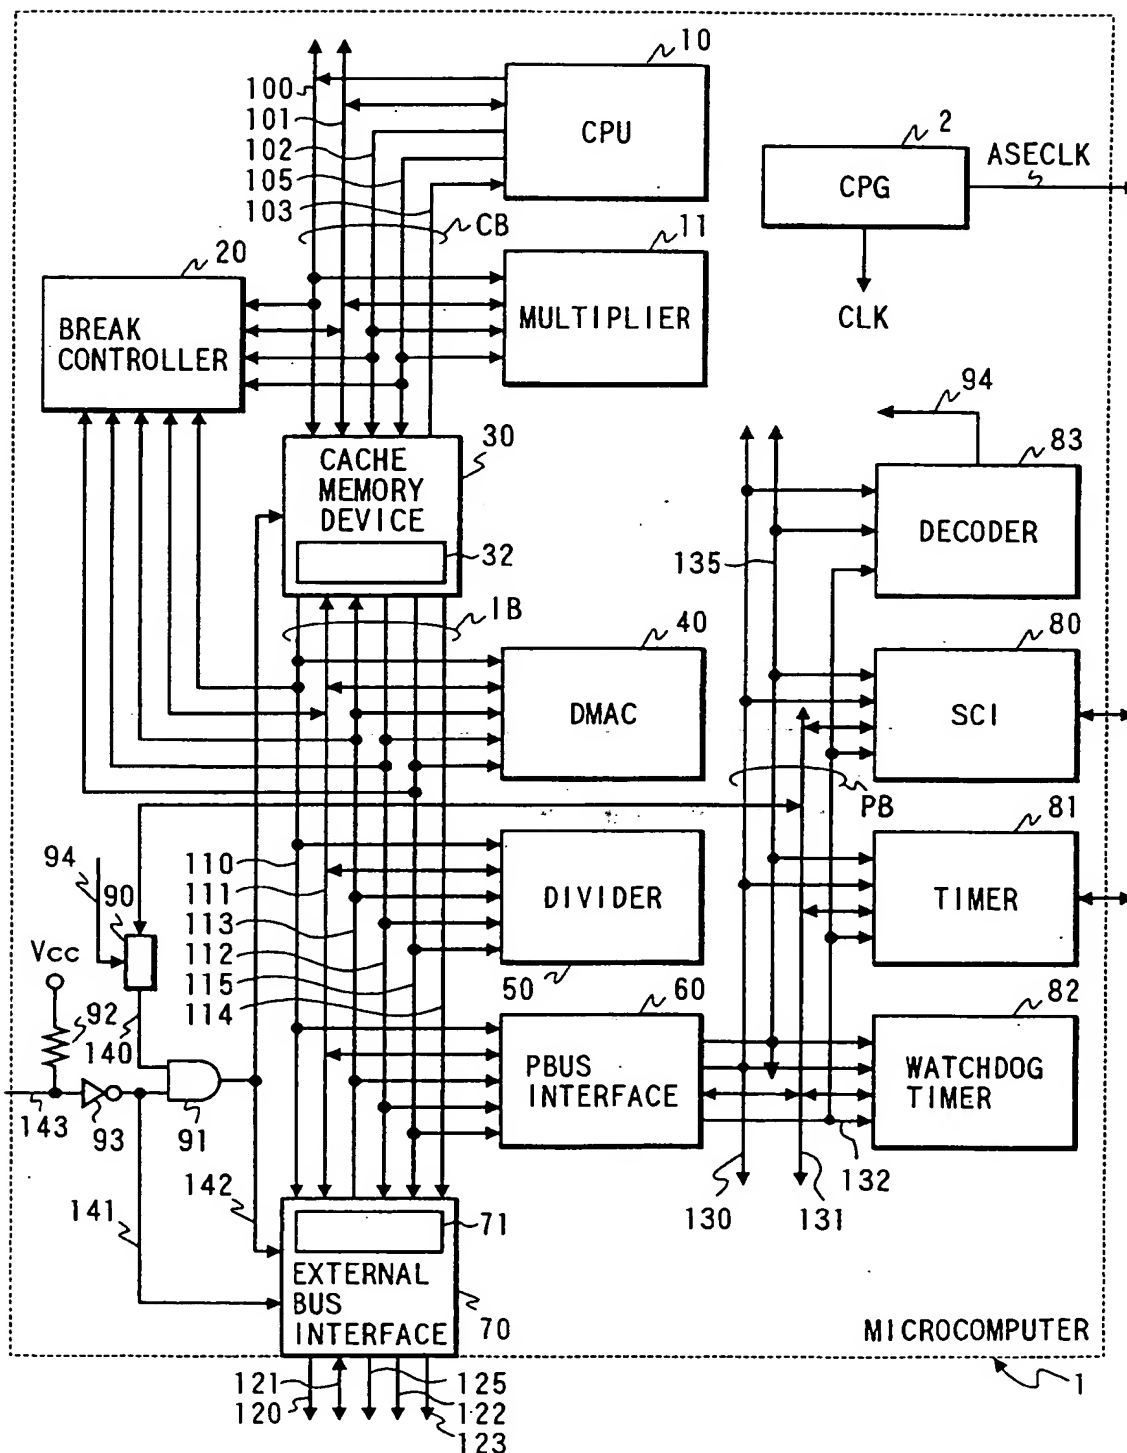 10
100
101
102
105
103
CPU
2
ASECLK
CPG
CLK
CB
11
20
BREAK
CONTROLLER
MULTIPLIER
94
30
CACHE
MEMORY
DEVICE
83
DECODER
32
135
IB
40
80
DMAC
SCI
PB
81
94
90
110
111
113
112
115
114
DIVIDER
TIMER
Vcc
92
140
50
60
82
PBUS
INTERFACE
WATCHDOG
TIMER
143
93
91
132
141
142
130
131
71
EXTERNAL
BUS
INTERFACE
70
MICROCOMPUTER
121
120
125
122
123
1